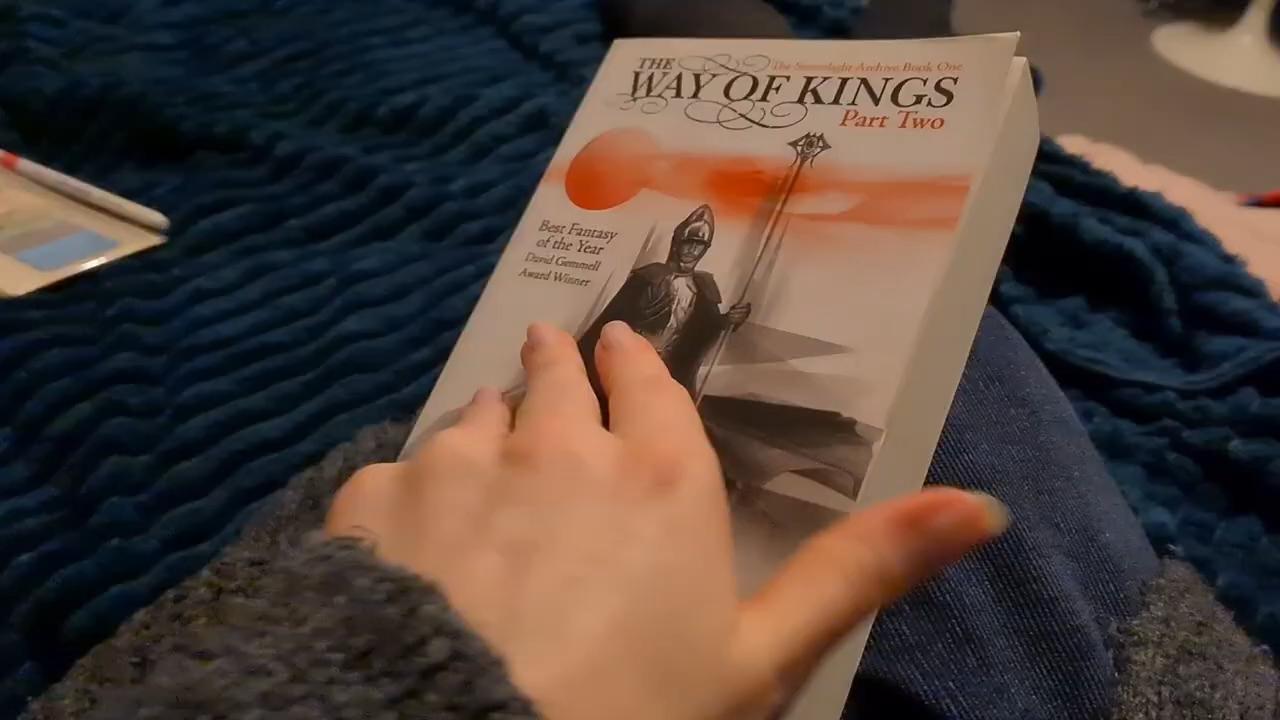 THE
The Stormlight Archive Book One
WAY OF KINGS
Part Two
Best Fantasy
of the Year
David Gemmell
Award Winner